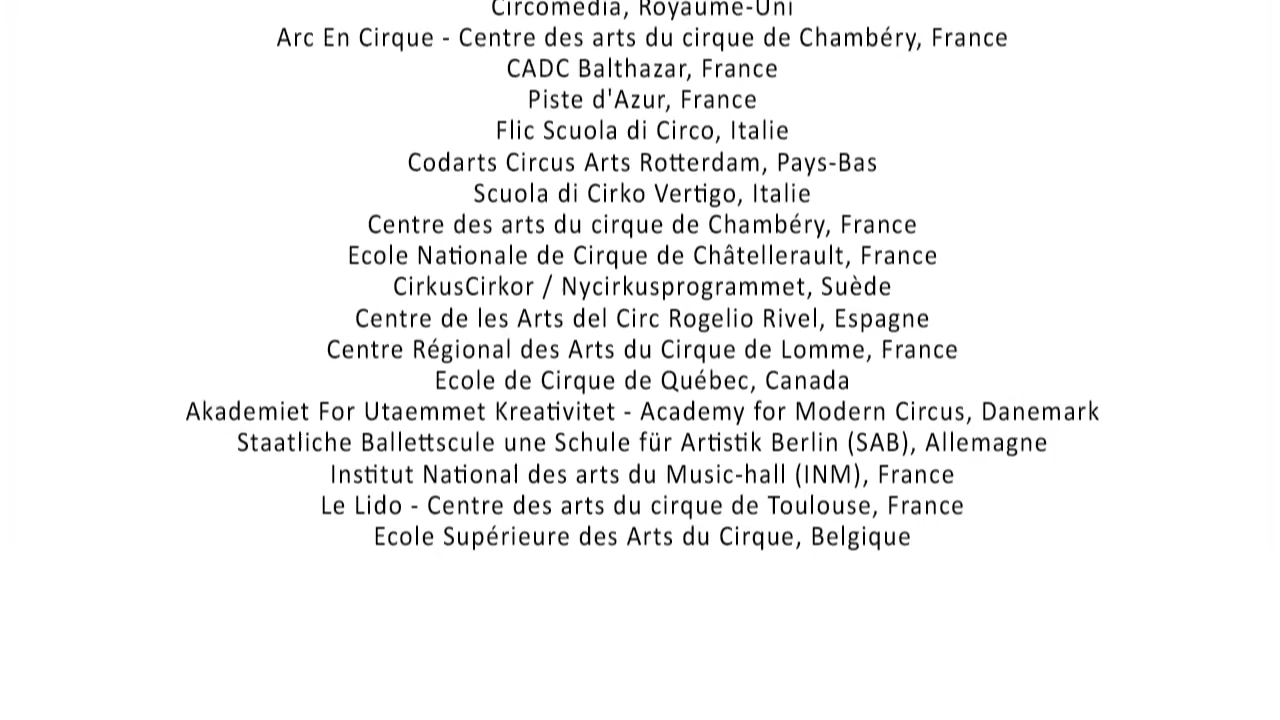 Circomedia, Royaume-Uni
Arc En Cirque - Centre des arts du cirque de Chambéry, France
CADC Balthazar, France
Piste d'Azur, France
Flic Scuola di Circo, Italie
Codarts Circus Arts Rotterdam, Pays-Bas
Scuola di Cirko Vertigo, Italie
Centre des arts du cirque de Chambéry, France
Ecole Nationale de Cirque de Châtellerault, France
CirkusCirkor / Nycirkusprogrammet, Suède
Centre de les Arts del Circ Rogelio Rivel, Espagne
Centre Régional des Arts du Cirque de Lomme, France
Ecole de Cirque de Québec, Canada
Akademiet For Utaemmet Kreativitet - Academy for Modern Circus, Danemark
Staatliche Ballettscule une Schule für Artistik Berlin (SAB), Allemagne
Institut National des arts du Music-hall (INM), France
Le Lido - Centre des arts du cirque de Toulouse, France
Ecole Supérieure des Arts du Cirque, Belgique